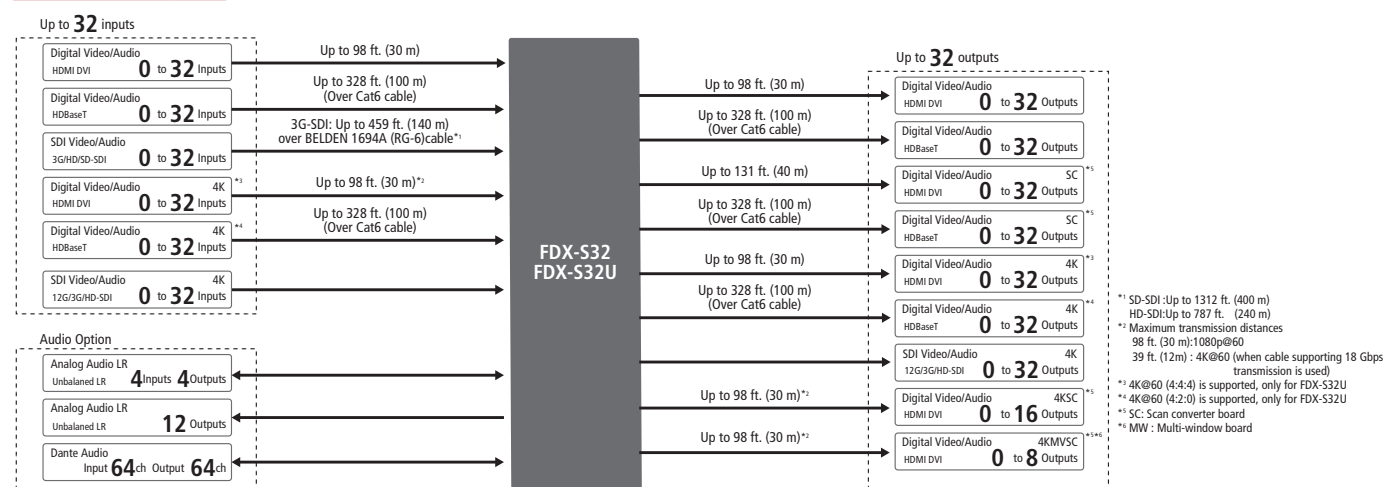 Up to 32 inputs
Digital Video/Audio
HDMI DVI 0 to 32 Inputs
Up to 98 ft. (30 m)
Digital Video/Audio
HDBaseT 0 to 32 Inputs
Up to 328 ft. (100 m)
(Over Cat6 cable)
SDI Video/Audio
3G/HD/SD-SDI 0 to 32 Inputs
3G-SDI: Up to 459 ft. (140 m)
over BELDEN 1694A (RG-6)cable*1
Digital Video/Audio 4K *3
HDMI DVI 0 to 32 Inputs
Up to 98 ft. (30 m)*2
Digital Video/Audio 4K *4
HDBaseT 0 to 32 Inputs
Up to 328 ft. (100 m)
(Over Cat6 cable)
SDI Video/Audio 4K
12G/3G/HD-SDI 0 to 32 Inputs
Audio Option
Analog Audio LR
Unbalaned LR 4Inputs 4Outputs
Analog Audio LR
Unbalaned LR 12 Outputs
Dante Audio
Input 64ch Output 64ch
FDX-S32
FDX-S32U
Up to 32 outputs
Up to 98 ft. (30 m)
Digital Video/Audio
HDMI DVI 0 to 32 Outputs
Up to 328 ft. (100 m)
(Over Cat6 cable)
Digital Video/Audio
HDBaseT 0 to 32 Outputs
Up to 131 ft. (40 m)
Digital Video/Audio SC *5
HDMI DVI 0 to 32 Outputs
Up to 328 ft. (100 m)
(Over Cat6 cable)
Digital Video/Audio SC *5
HDBaseT 0 to 32 Outputs
Up to 98 ft. (30 m)
Digital Video/Audio 4K *3
HDMI DVI 0 to 32 Outputs
Up to 328 ft. (100 m)
(Over Cat6 cable)
Digital Video/Audio 4K *4
HDBaseT 0 to 32 Outputs
SDI Video/Audio 4K
12G/3G/HD-SDI 0 to 32 Outputs
Up to 98 ft. (30 m)*2
Digital Video/Audio 4KSC *5
HDMI DVI 0 to 16 Outputs
Up to 98 ft. (30 m)*2
Digital Video/Audio 4KMVSC *5*6
HDMI DVI 0 to 8 Outputs
*1 SD-SDI :Up to 1312 ft. (400 m)
HD-SDI:Up to 787 ft. (240 m)
*2 Maximum transmission distances
98 ft. (30 m):1080p@60
39 ft. (12m) : 4K@60 (when cable supporting 18 Gbps
transmission is used)
*3 4K@60 (4:4:4) is supported, only for FDX-S32U
*4 4K@60 (4:2:0) is supported, only for FDX-S32U
*5 SC: Scan converter board
*6 MW : Multi-window board